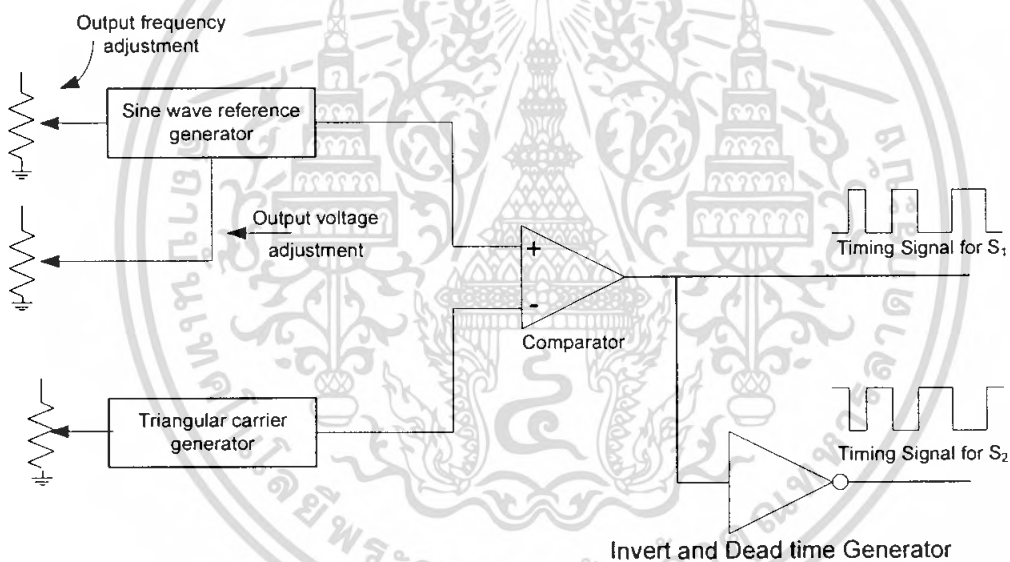 Output frequency
adjustment
Sine wave reference
generator
Output voltage
adjustment
+
-
Comparator
Timing Signal for S1
Triangular carrier
generator
Timing Signal for S2
Invert and Dead time Generator